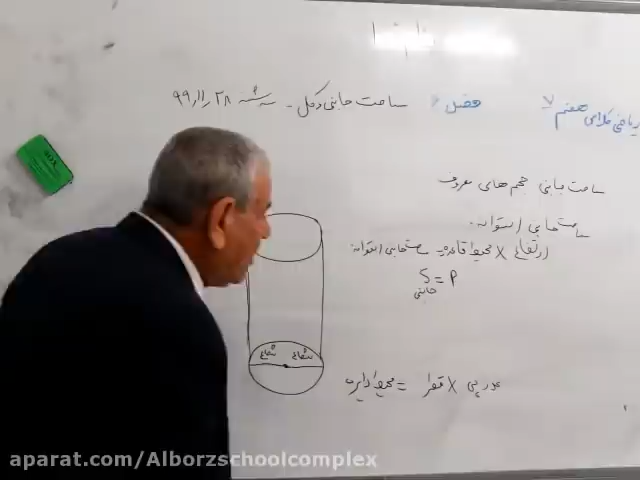 ریاضی کلاس هفتم
فصل
مساحت جانبی و کل - سه شنبه ۹۹٫۱۱٫۲۸
مساحت جانبی حجم های معروف
مساحت جانبی استوانه
ارتفاع × محیط قاعده = مساحت جانبی استوانه
S = P
جانبی
شعاع شعاع
عدد پی × قطر = محیط دایره
aparat.com/Alborzschoolcomplex